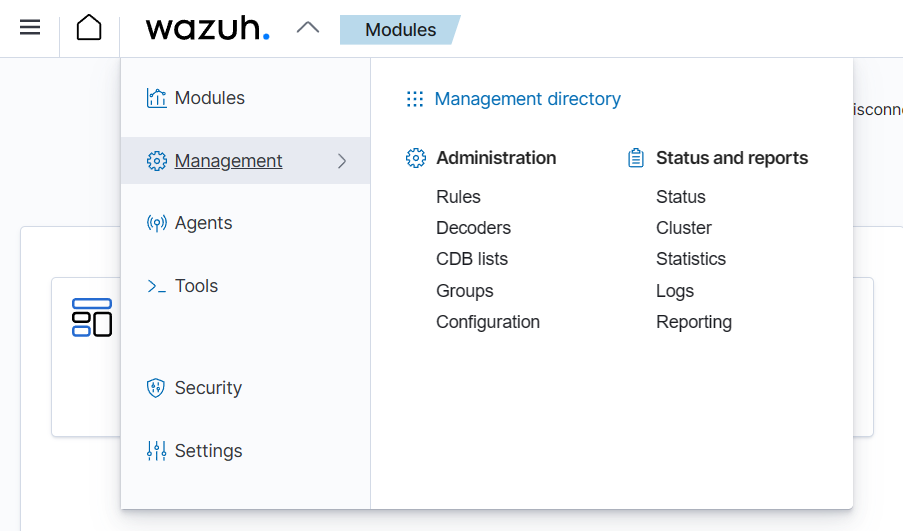 wazuh.
Modules
Modules
Management
Agents
Tools
Security
Settings
Management directory
Administration
Rules
Decoders
CDB lists
Groups
Configuration
Status and reports
Status
Cluster
Statistics
Logs
Reporting